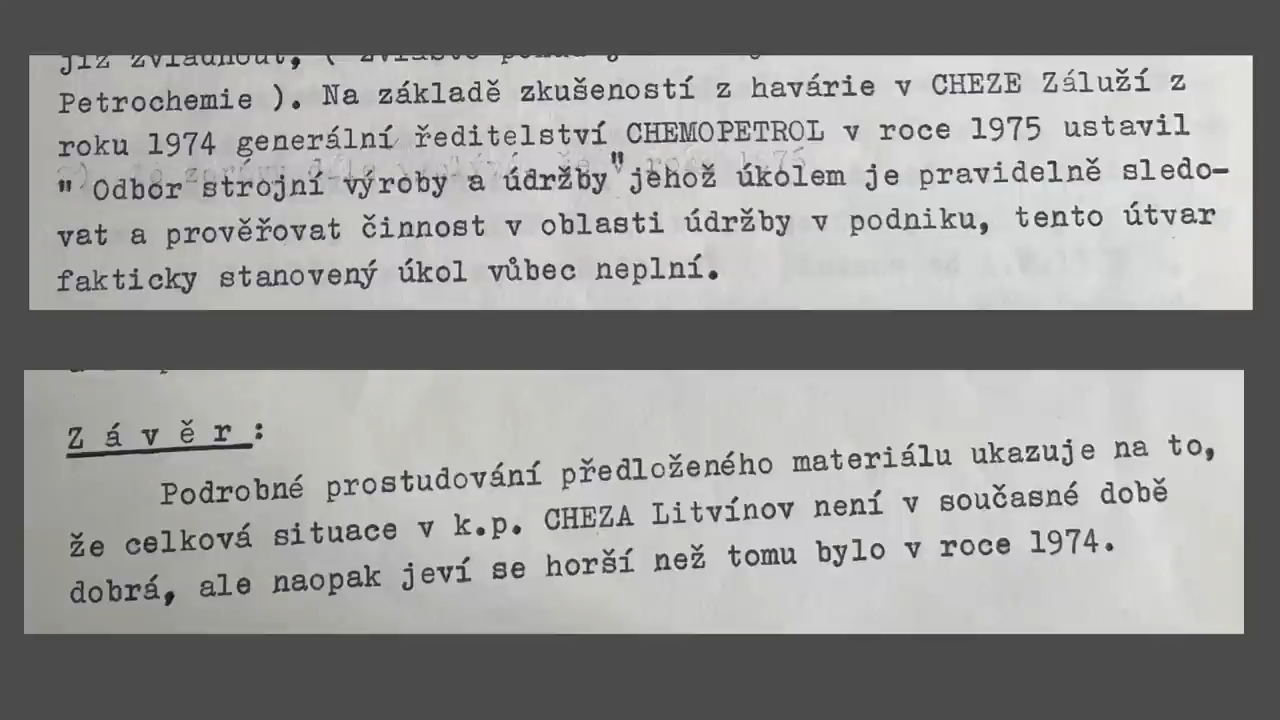 již zvládnout, ( zvláště
Petrochemie ). Na základě zkušeností z havárie v CHEZE Záluží z
roku 1974 generální ředitelství CHEMOPETROL v roce 1975 ustavil
" Odbor strojní výroby a údržby" jehož úkolem je pravidelně sledo-
vat a prověřovat činnost v oblasti údržby v podniku, tento útvar
fakticky stanovený úkol vůbec neplní.
Z á v ě r :
Podrobné prostudování předloženého materiálu ukazuje na to,
že celková situace v k.p. CHEZA Litvínov není v současné době
dobrá, ale naopak jeví se horší než tomu bylo v roce 1974.